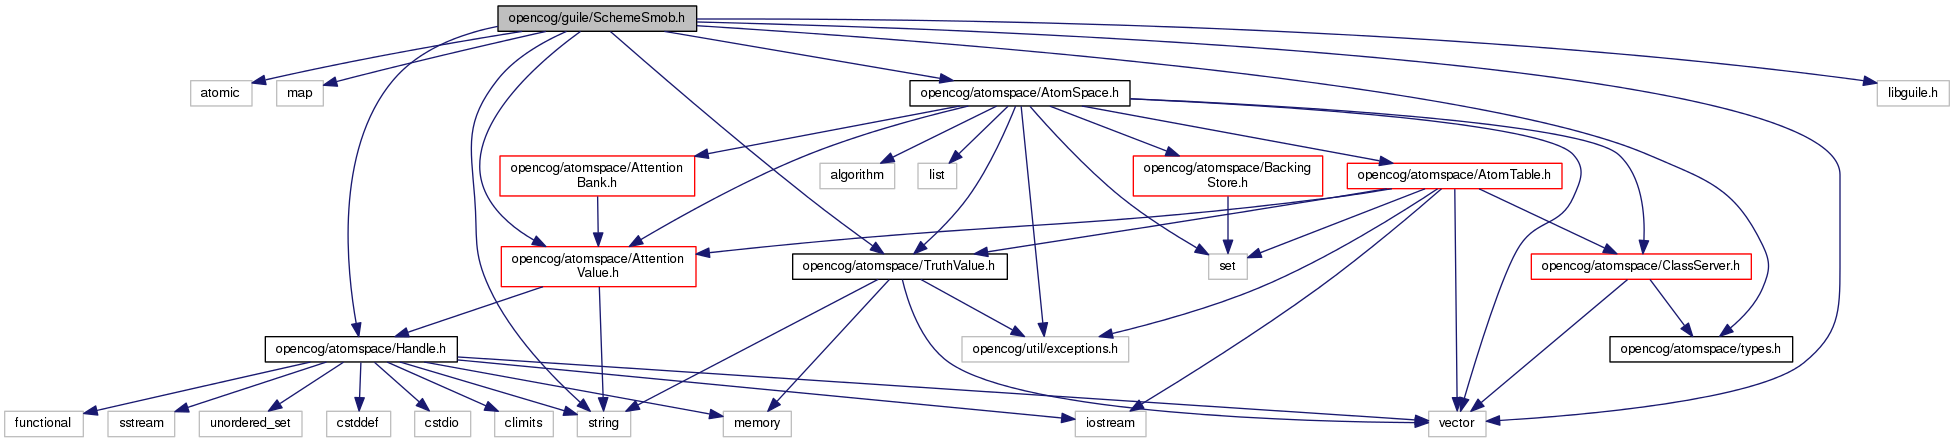 opencog/guile/SchemeSmob.h
atomic
map
opencog/atomspace/AtomSpace.h
libguile.h
opencog/atomspace/Attention
Bank.h
algorithm
list
opencog/atomspace/Backing
Store.h
opencog/atomspace/AtomTable.h
opencog/atomspace/Attention
Value.h
opencog/atomspace/TruthValue.h
set
opencog/atomspace/ClassServer.h
opencog/atomspace/Handle.h
opencog/util/exceptions.h
opencog/atomspace/types.h
functional
sstream
unordered_set
cstddef
cstdio
climits
string
memory
iostream
vector